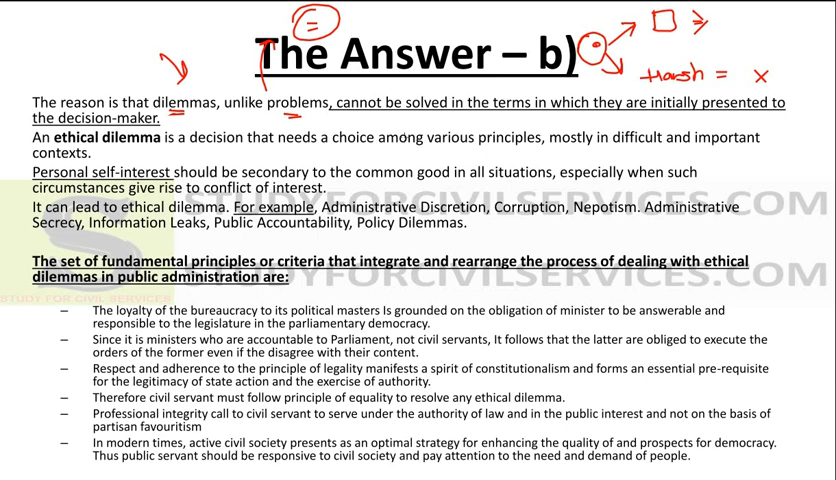 The Answer – b)
harsh = x
The reason is that dilemmas, unlike problems, cannot be solved in the terms in which they are initially presented to
the decision-maker.
An ethical dilemma is a decision that needs a choice among various principles, mostly in difficult and important
contexts.
Personal self-interest should be secondary to the common good in all situations, especially when such
circumstances give rise to conflict of interest.
It can lead to ethical dilemma. For example, Administrative Discretion, Corruption, Nepotism. Administrative
Secrecy, Information Leaks, Public Accountability, Policy Dilemmas.
STUDYFORCIVILSERVICES.COM
The set of fundamental principles or criteria that integrate and rearrange the process of dealing with ethical
dilemmas in public administration are:
STUDYFORCIVILSERVICES.COM
STUDY FOR CIVIL SERVICES
– The loyalty of the bureaucracy to its political masters Is grounded on the obligation of minister to be answerable and
responsible to the legislature in the parliamentary democracy.
– Since it is ministers who are accountable to Parliament, not civil servants, It follows that the latter are obliged to execute the
orders of the former even if the disagree with their content.
– Respect and adherence to the principle of legality manifests a spirit of constitutionalism and forms an essential pre-requisite
for the legitimacy of state action and the exercise of authority.
– Therefore civil servant must follow principle of equality to resolve any ethical dilemma.
– Professional integrity call to civil servant to serve under the authority of law and in the public interest and not on the basis of
partisan favouritism
– In modern times, active civil society presents as an optimal strategy for enhancing the quality of and prospects for democracy.
Thus public servant should be responsive to civil society and pay attention to the need and demand of people.